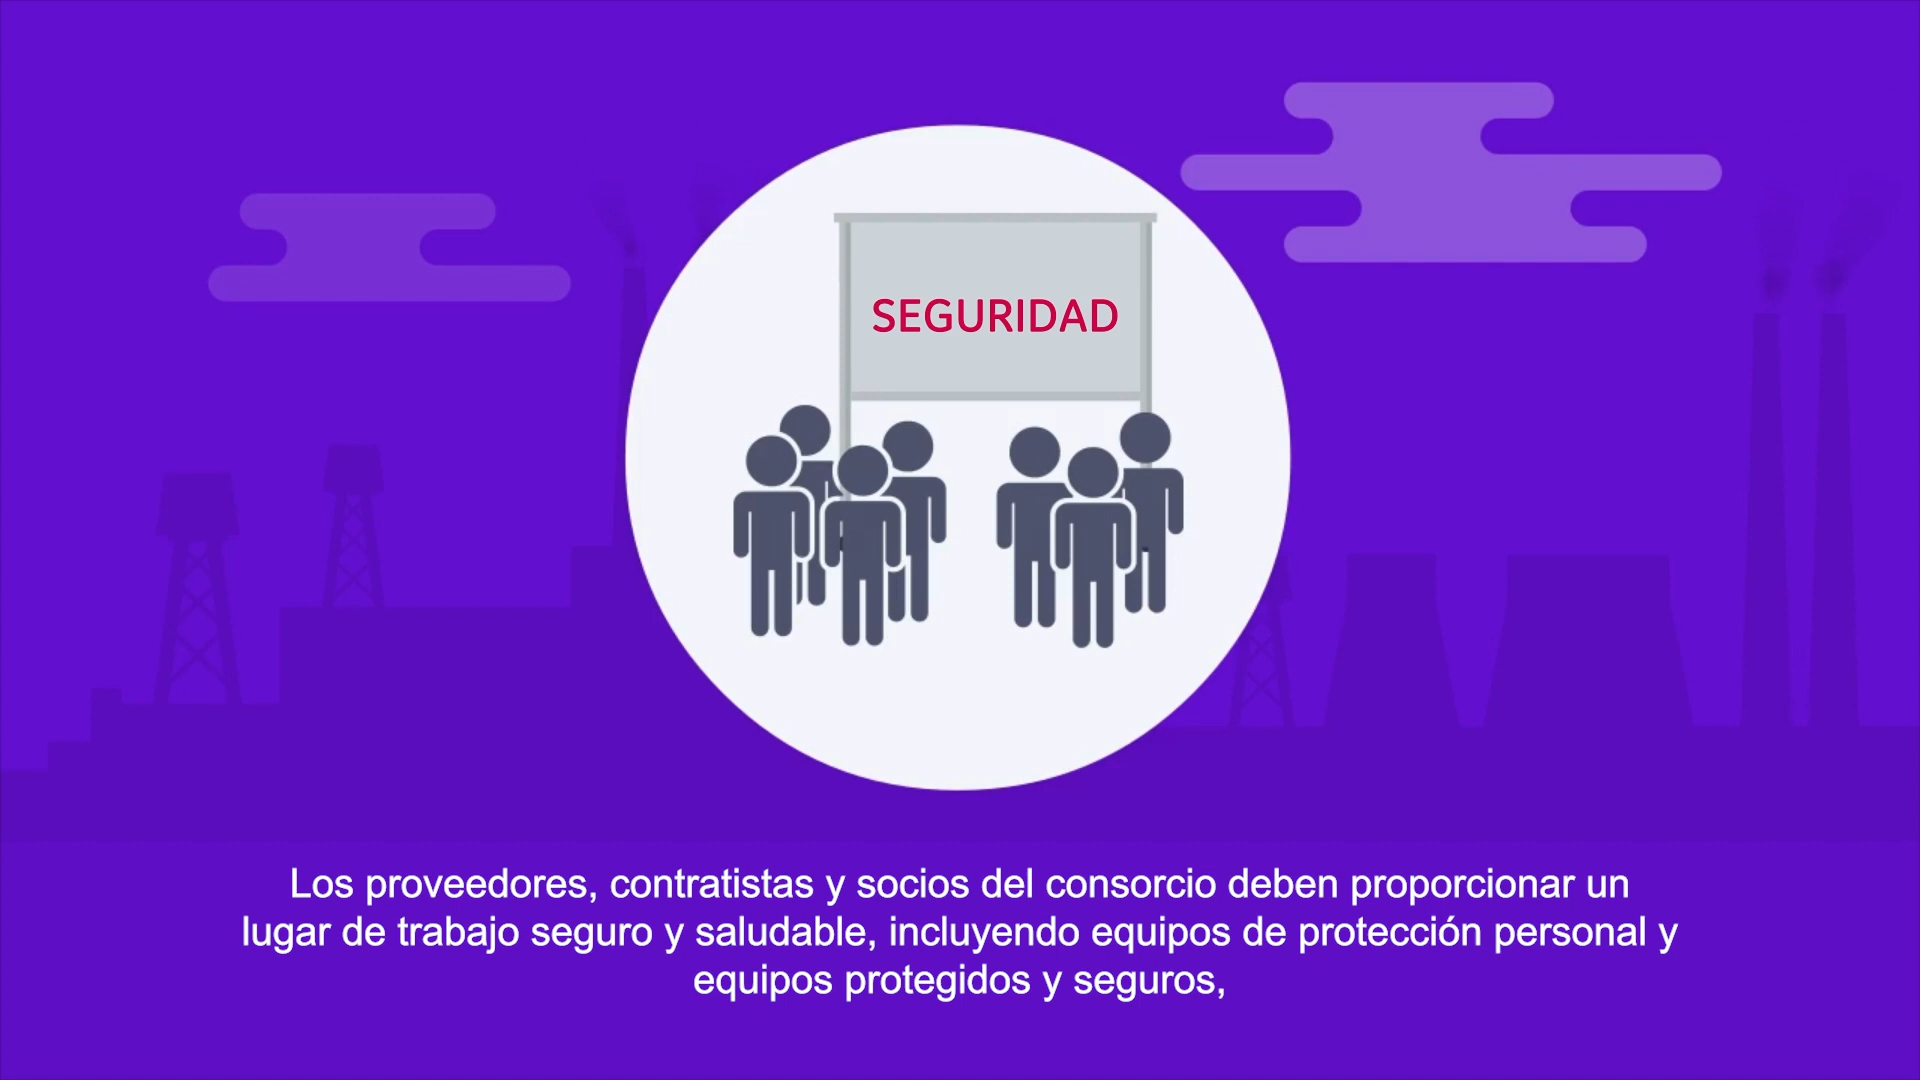 SEGURIDAD
Los proveedores, contratistas y socios del consorcio deben proporcionar un
lugar de trabajo seguro y saludable, incluyendo equipos de protección personal y
equipos protegidos y seguros,